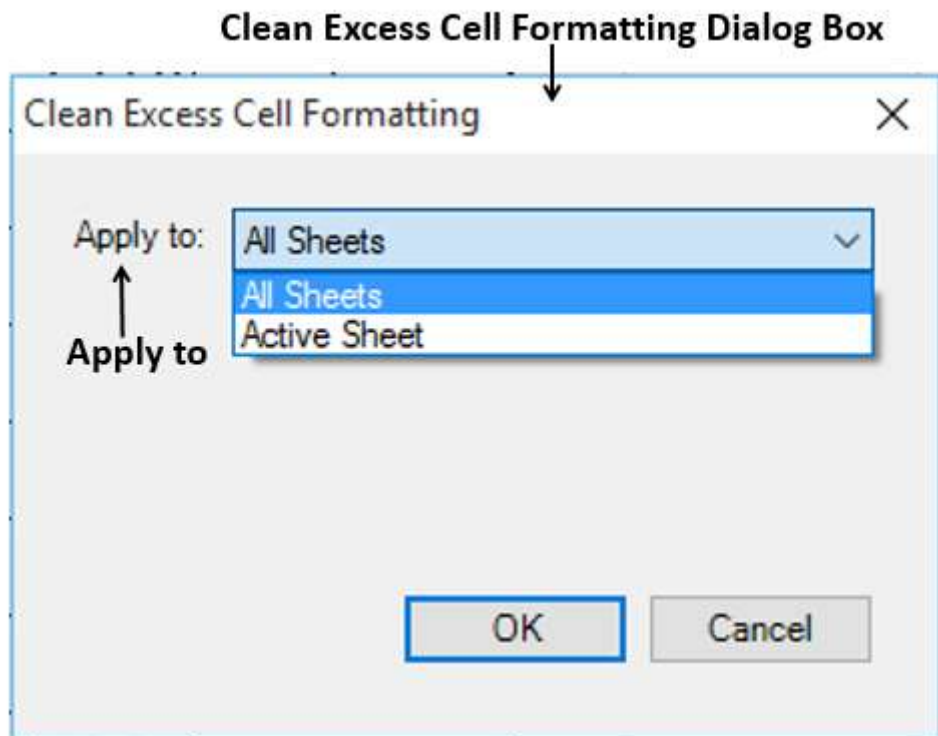 Clean Excess Cell Formatting Dialog Box
Clean Excess Cell Formatting
Apply to: All Sheets
All Sheets
Active Sheet
Apply to
OK Cancel